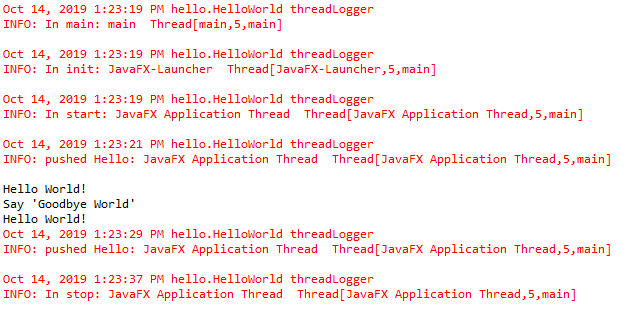 Oct 14, 2019 1:23:19 PM hello.HelloWorld threadLogger
INFO: In main: main  Thread[main,5,main]
Oct 14, 2019 1:23:19 PM hello.HelloWorld threadLogger
INFO: In init: JavaFX-Launcher  Thread[JavaFX-Launcher,5,main]
Oct 14, 2019 1:23:19 PM hello.HelloWorld threadLogger
INFO: In start: JavaFX Application Thread  Thread[JavaFX Application Thread,5,main]
Oct 14, 2019 1:23:21 PM hello.HelloWorld threadLogger
INFO: pushed Hello: JavaFX Application Thread  Thread[JavaFX Application Thread,5,main]
Hello World!
Say 'Goodbye World'
Hello World!
Oct 14, 2019 1:23:29 PM hello.HelloWorld threadLogger
INFO: pushed Hello: JavaFX Application Thread  Thread[JavaFX Application Thread,5,main]
Oct 14, 2019 1:23:37 PM hello.HelloWorld threadLogger
INFO: In stop: JavaFX Application Thread  Thread[JavaFX Application Thread,5,main]